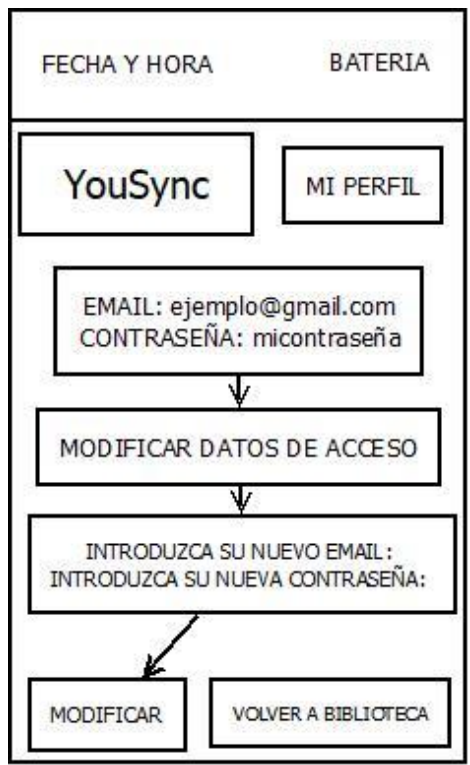 FECHA Y HORA
BATERIA
YouSync
MI PERFIL
EMAIL: ejemplo@gmail.com
CONTRASEÑA: micontraseña
MODIFICAR DATOS DE ACCESO
INTRODUZCA SU NUEVO EMAIL:
INTRODUZCA SU NUEVA CONTRASEÑA:
MODIFICAR
VOLVER A BIBLIOTECA